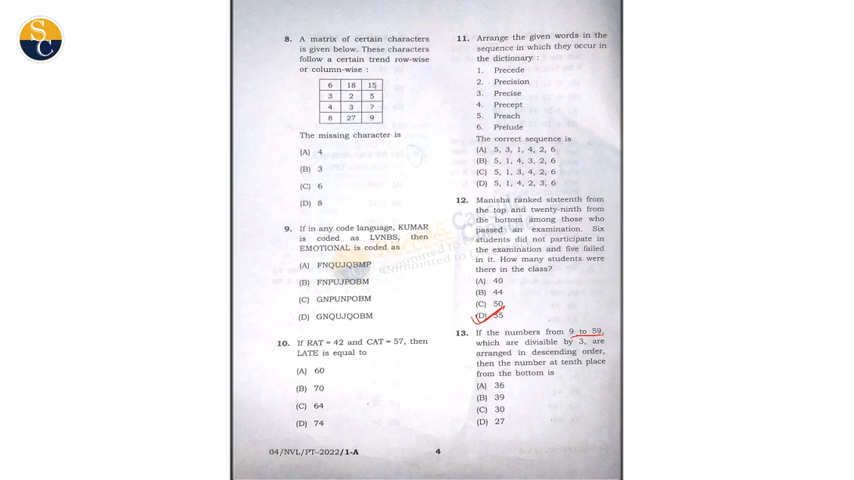 S
C
8. A matrix of certain characters
is given below. These characters
follow a certain trend row-wise
or column-wise :
6 18 15
3 2 5
4 3 ?
8 27 9
The missing character is
(A) 4
(B) 3
(C) 6
(D) 8
9. If in any code language, KUMAR
is coded as LVNBS, then
EMOTIONAL is coded as
(A) FNQUJQBMP
(B) FNPUJPOBM
(C) GNPUNPOBM
(D) GNQUJQOBM
10. If RAT = 42 and CAT = 57, then
LATE is equal to
(A) 60
(B) 70
(C) 64
(D) 74
04/NVL/PT-2022/1-A
4
11. Arrange the given words in the
sequence in which they occur in
the dictionary :
1. Precede
2. Precision
3. Precise
4. Precept
5. Preach
6. Prelude
The correct sequence is
(A) 5, 3, 1, 4, 2, 6
(B) 5, 1, 4, 3, 2, 6
(C) 5, 1, 3, 4, 2, 6
(D) 5, 1, 4, 2, 3, 6
12. Manisha ranked sixteenth from
the top and twenty-ninth from
the bottom among those who
passed an examination. Six
students did not participate in
the examination and five failed
in it. How many students were
there in the class?
(A) 40
(B) 44
(C) 50
(D) 55
13. If the numbers from 9 to 59,
which are divisible by 3, are
arranged in descending order,
then the number at tenth place
from the bottom is
(A) 36
(B) 39
(C) 30
(D) 27